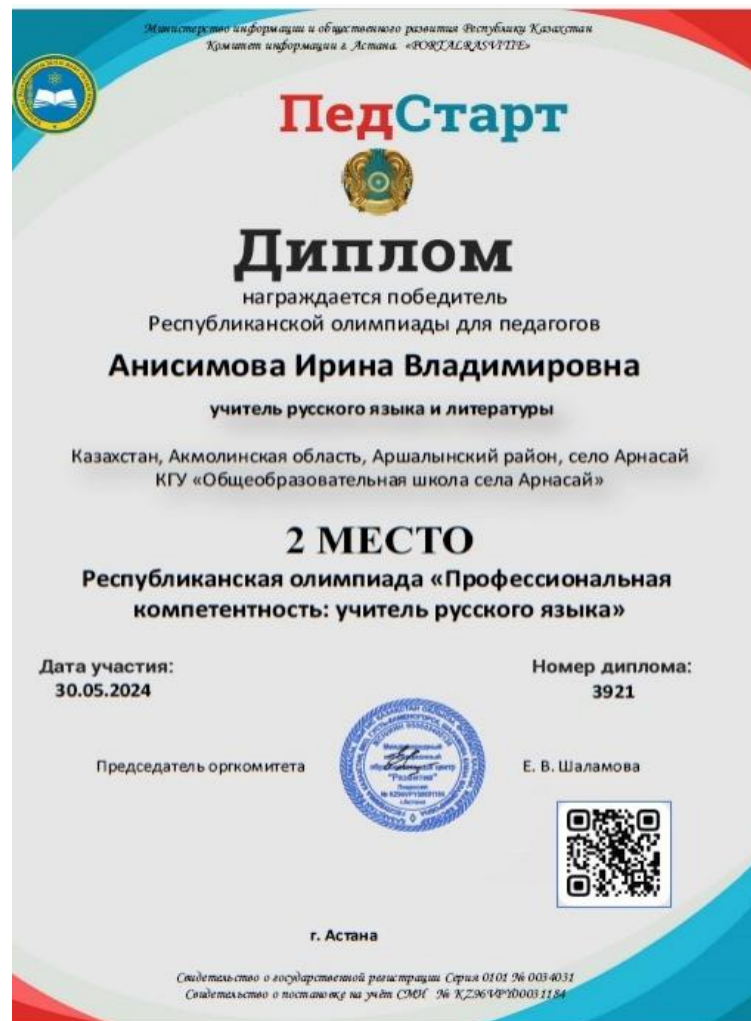 Министерство информации и общественного развития Республики Казахстан
Комитет информации г. Астана «PORTALRASVITIE»
ПедСтарт
Диплом
награждается победитель
Республиканской олимпиады для педагогов
Анисимова Ирина Владимировна
учитель русского языка и литературы
Казахстан, Акмолинская область, Аршалынский район, село Арнасай
КГУ «Общеобразовательная школа села Арнасай»
2 МЕСТО
Республиканская олимпиада «Профессиональная
компетентность: учитель русского языка»
Дата участия:
30.05.2024
Номер диплома:
3921
Председатель оргкомитета
"Развитие"
г.Астана
Е. В. Шаламова
г. Астана
Свидетельство о государственной регистрации Серия 0101 № 0034031
Свидетельство о постановке на учёт СМИ № KZ96VPY00031184